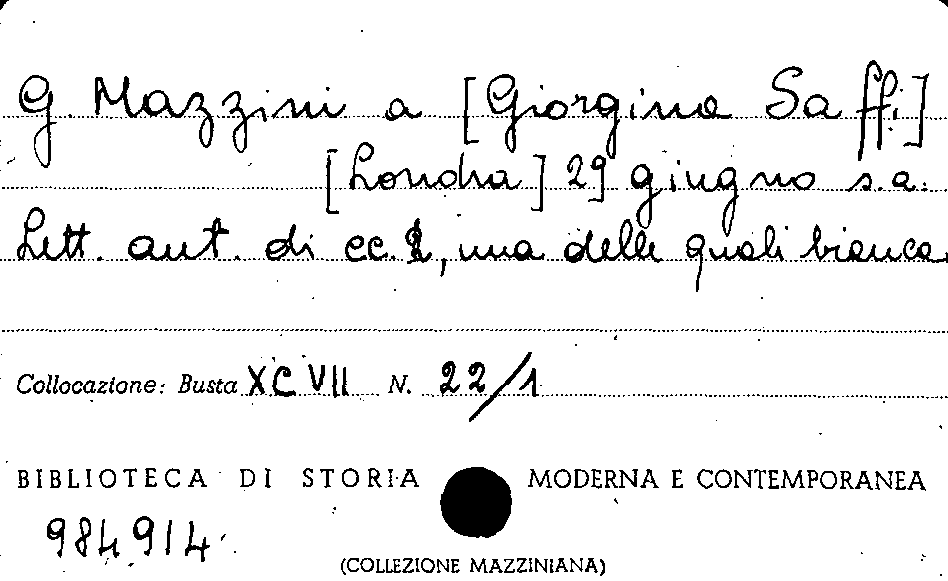 G. Mazzini a [Giorgina Saffi]
[Londra] 29 giugno s.a.
Lett. aut. di cc. 2, una delle quali bianca.
Collocazione: Busta XCVII N. 22/1
BIBLIOTECA DI STORIA MODERNA E CONTEMPORANEA
984914
(COLLEZIONE MAZZINIANA)